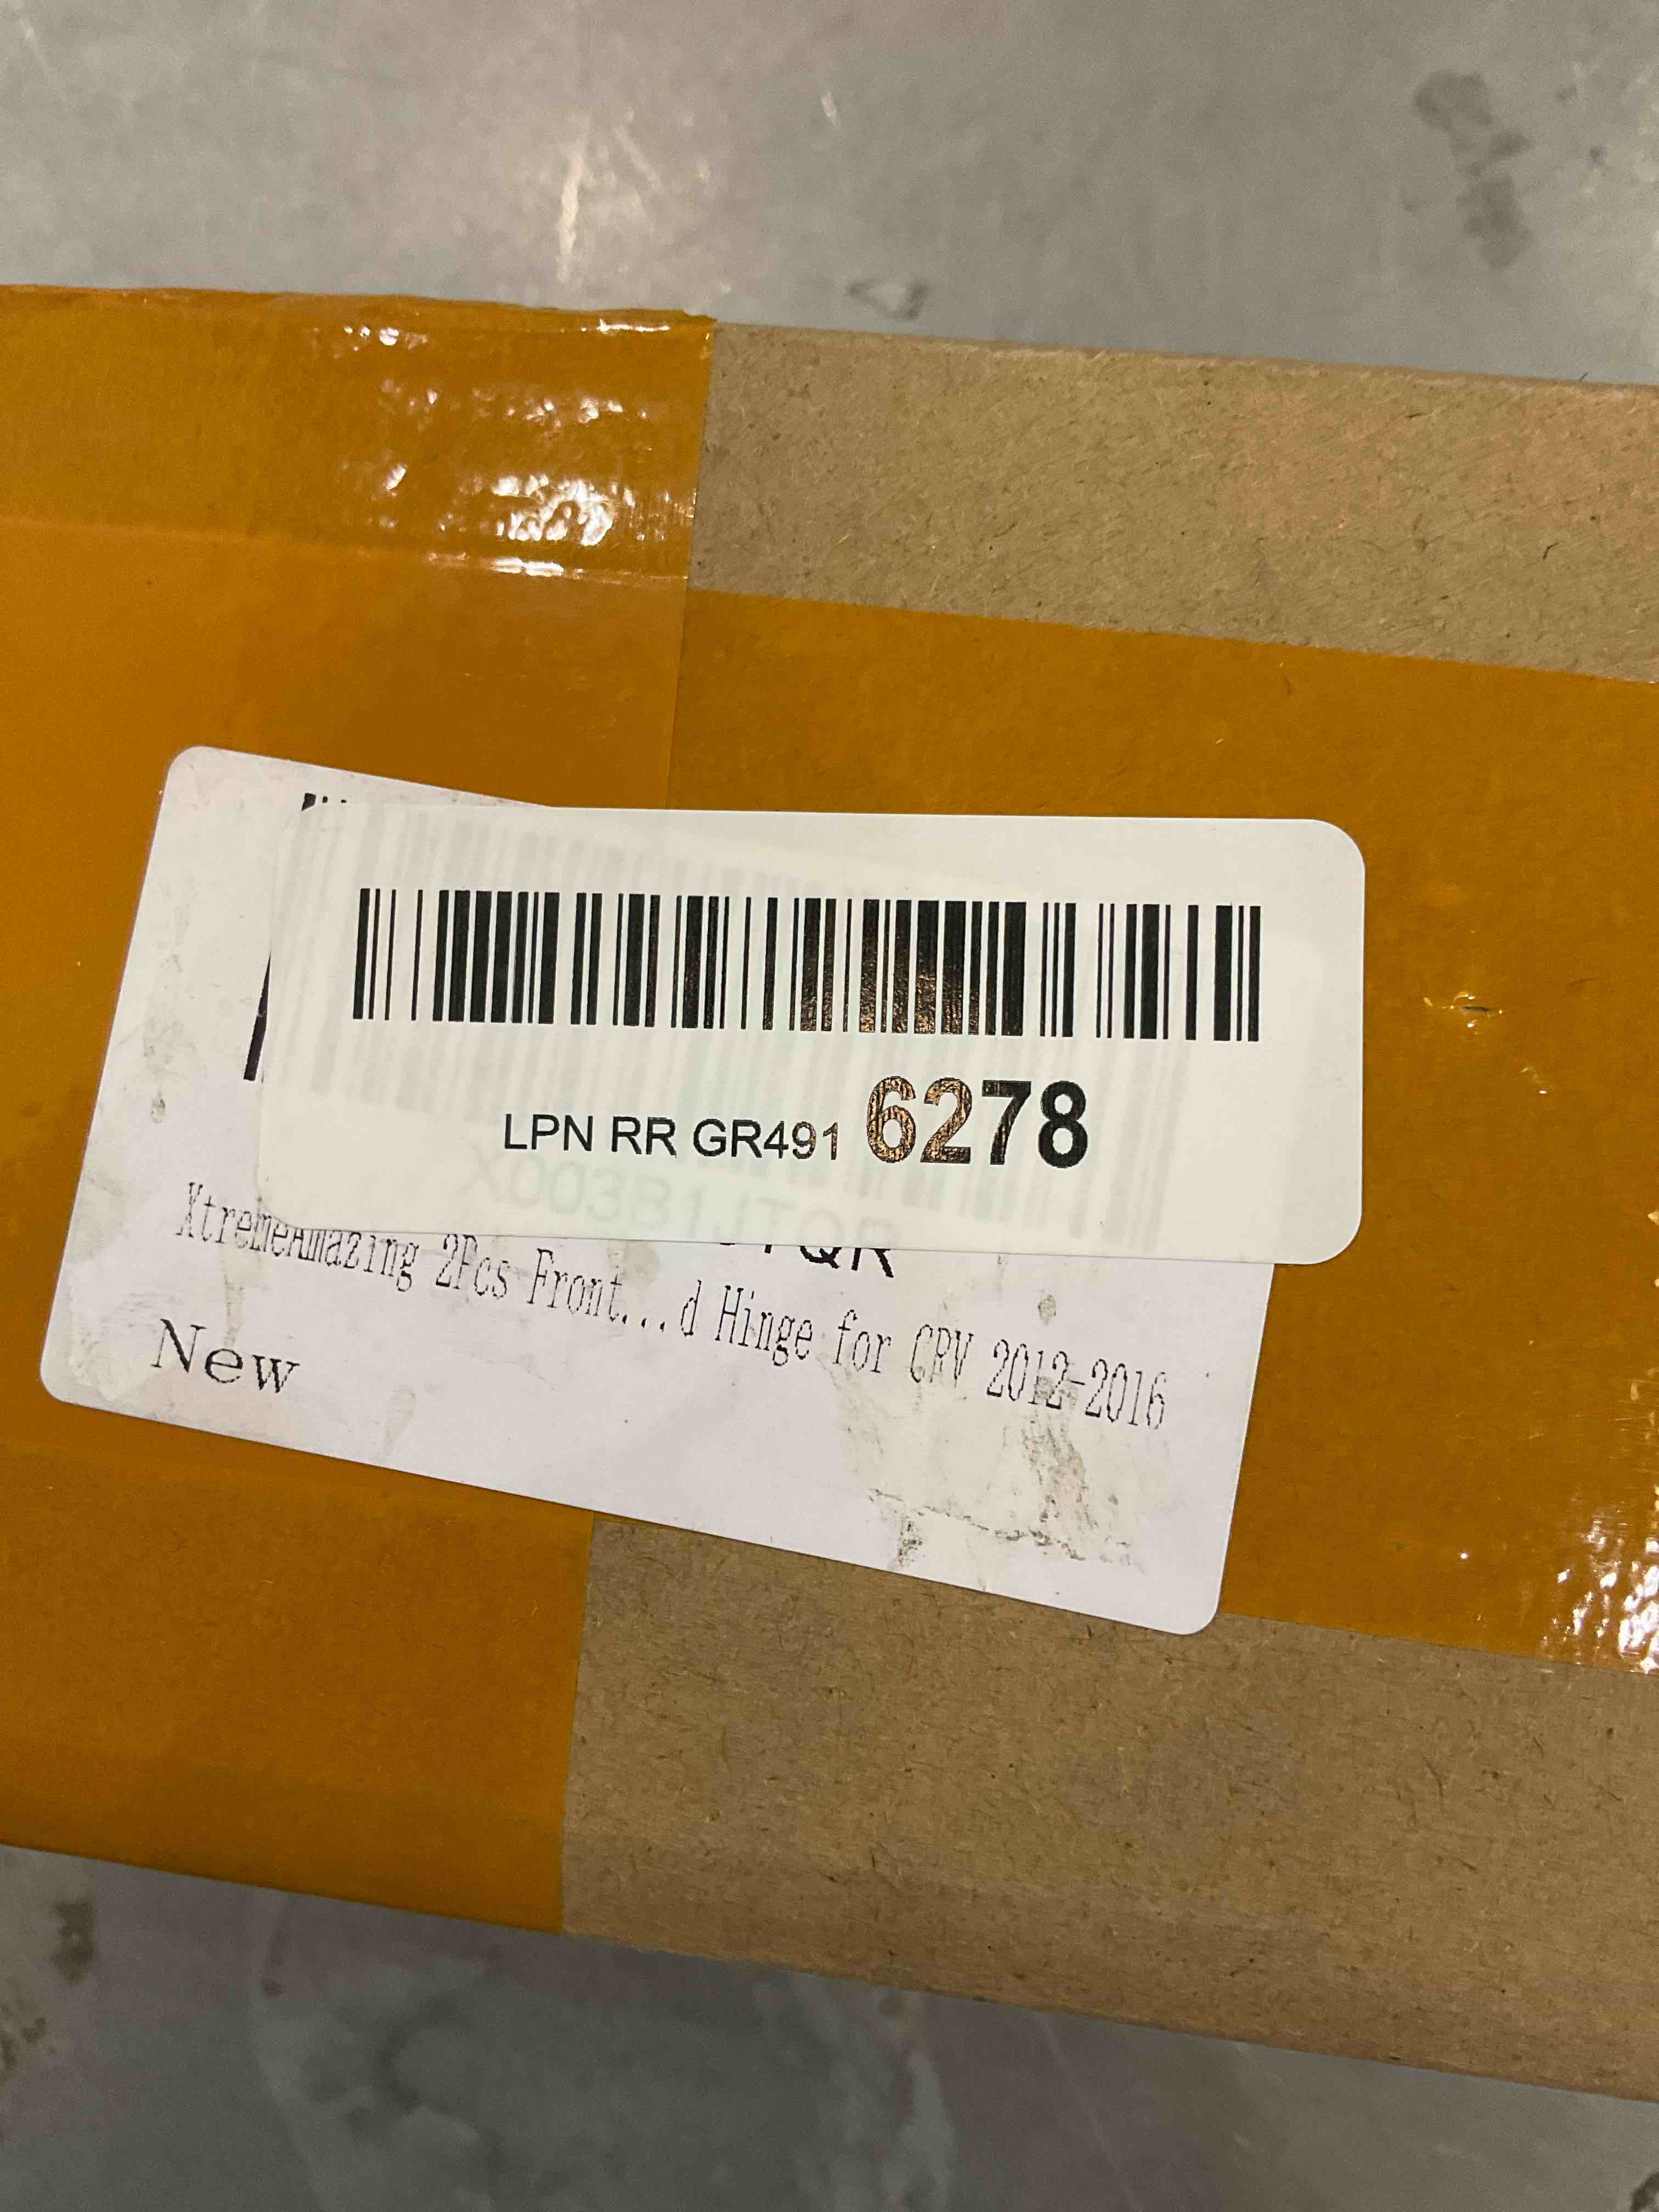 LPN RR GR491 6278
XtremeAmazing 2Pcs Front...d Hinge for CRV 2012-2016
New